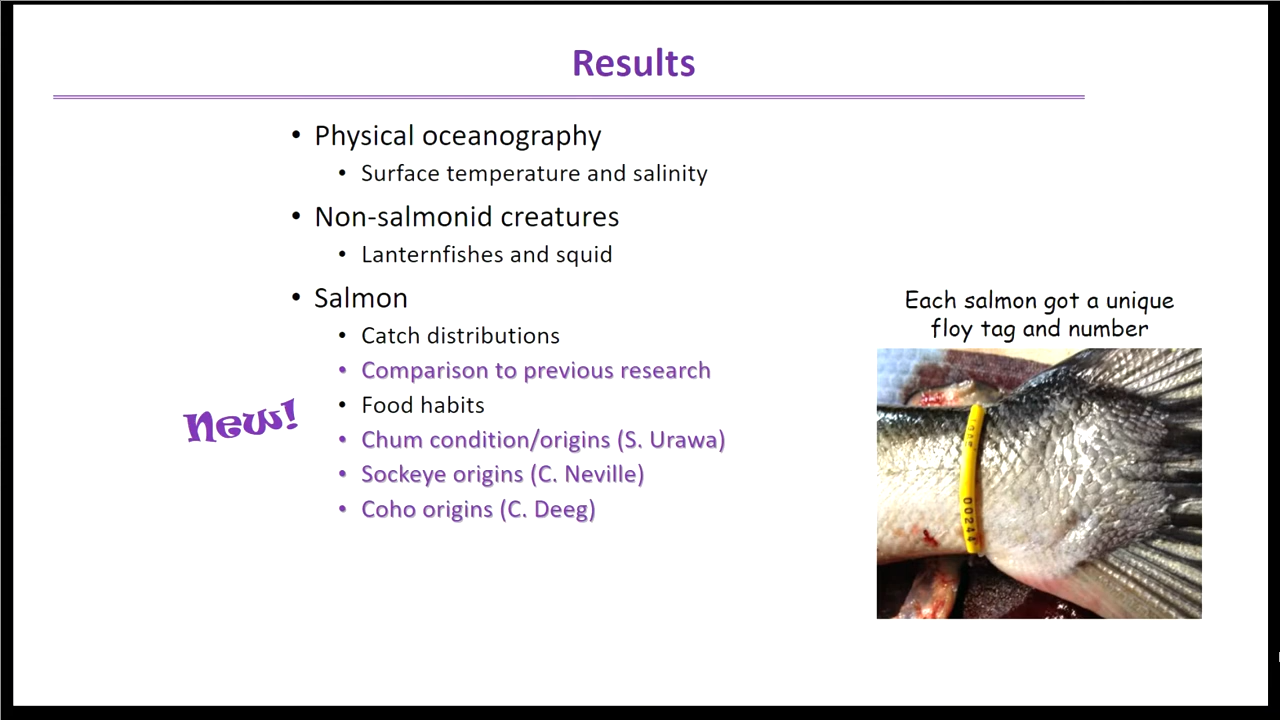 Results
• Physical oceanography
• Surface temperature and salinity
• Non-salmonid creatures
• Lanternfishes and squid
• Salmon
• Catch distributions
• Comparison to previous research
• Food habits
New!
• Chum condition/origins (S. Urawa)
• Sockeye origins (C. Neville)
• Coho origins (C. Deeg)
Each salmon got a unique
floy tag and number
00244